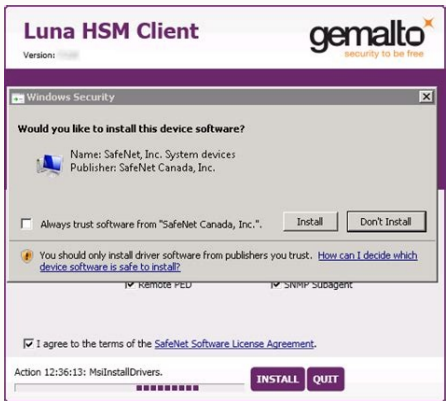 Luna HSM Client
gemalto
security to be free
Version:
Windows Security
Would you like to install this device software?
Name: SafeNet, Inc. System devices
Publisher: SafeNet Canada, Inc.
Always trust software from "SafeNet Canada, Inc.".
Install
Don't Install
You should only install driver software from publishers you trust. How can I decide which
device software is safe to install?
Remote PED
SNMP Subagent
I agree to the terms of the SafeNet Software License Agreement.
Action 12:36:13: MsiInstallDrivers.
INSTALL
QUIT